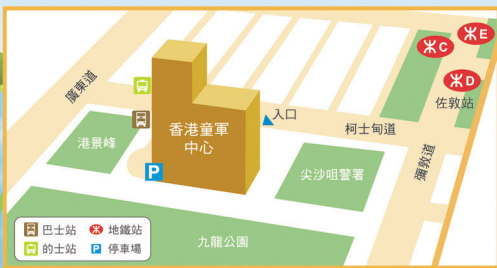 C
E
D
佐敦站
廣東道
入口
香港童軍
中心
柯士甸道
彌敦道
港景峰
P
尖沙咀警署
九龍公園
巴士站
地鐵站
的士站
P 停車場